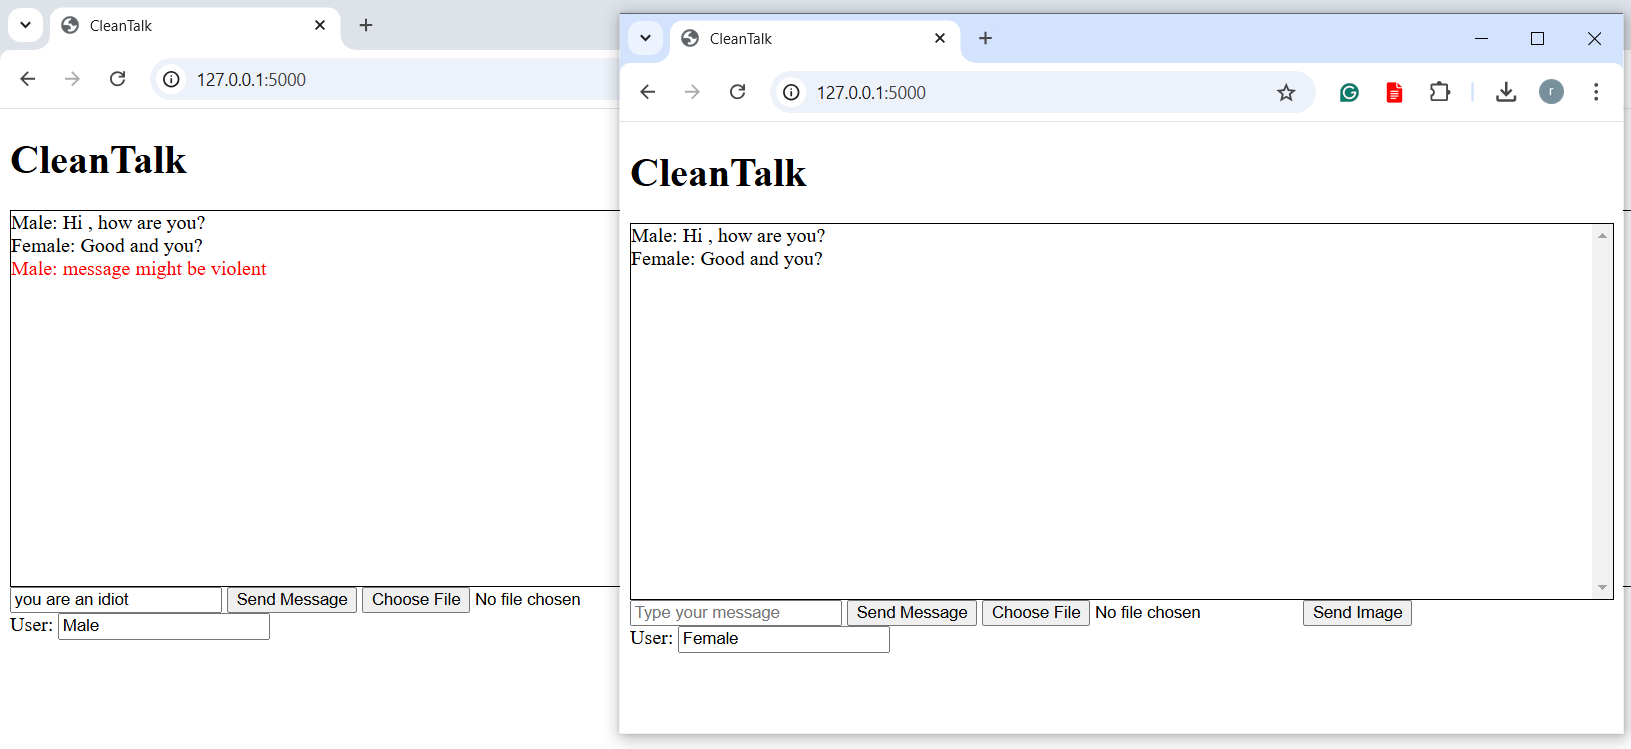 CleanTalk
127.0.0.1:5000
CleanTalk
Male: Hi , how are you?
Female: Good and you?
Male: message might be violent
you are an idiot Send Message Choose File No file chosen
User: Male
CleanTalk
127.0.0.1:5000
r
CleanTalk
Male: Hi , how are you?
Female: Good and you?
Type your message Send Message Choose File No file chosen Send Image
User: Female